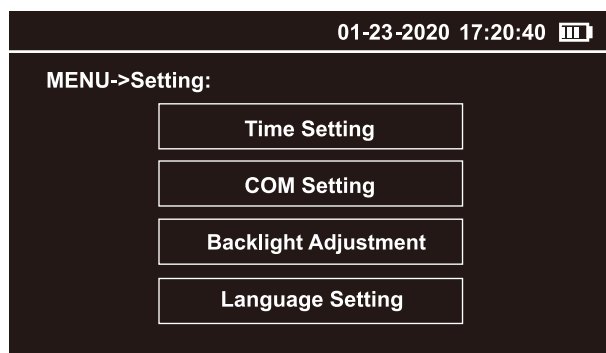 01-23-2020 17:20:40
MENU->Setting:
Time Setting
COM Setting
Backlight Adjustment
Language Setting